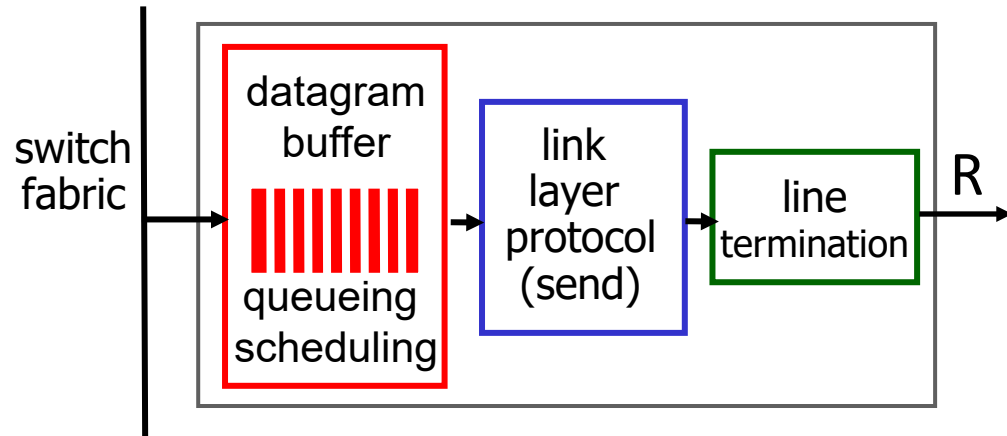 switch
fabric
datagram
buffer
queueing
scheduling
link
layer
protocol
(send)
line
termination
R